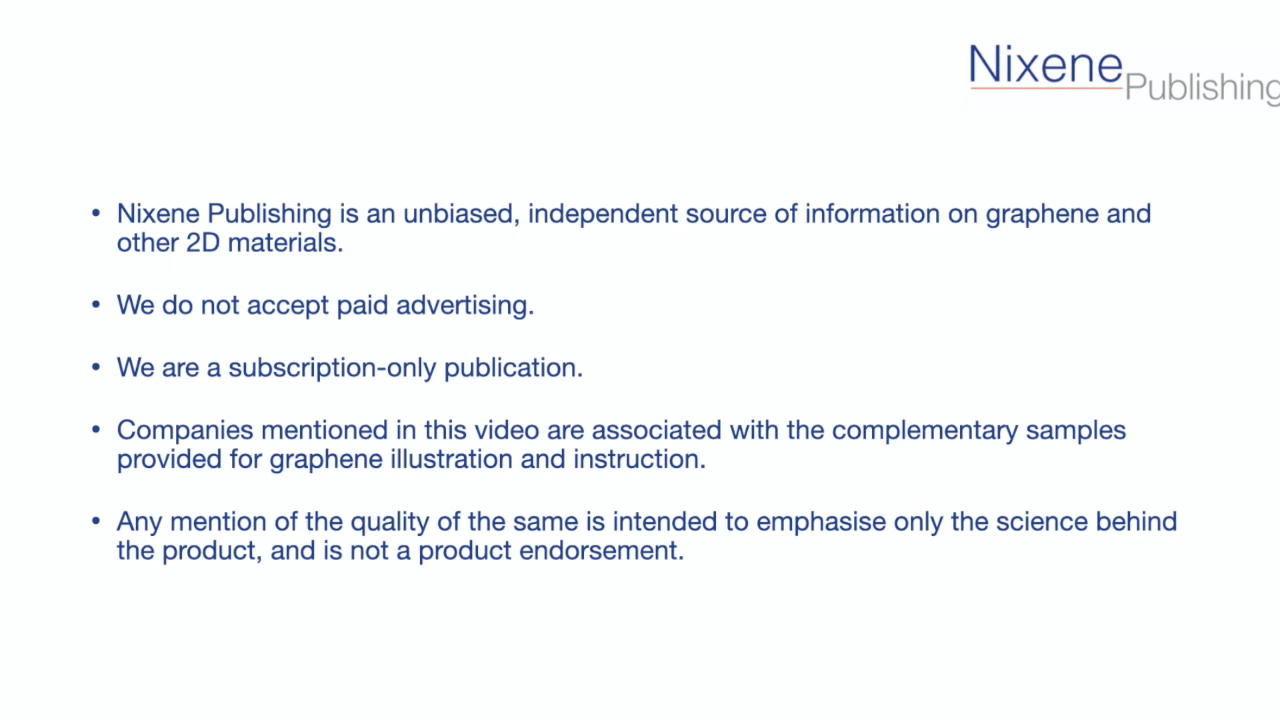 Nixene Publishing
• Nixene Publishing is an unbiased, independent source of information on graphene and
other 2D materials.
• We do not accept paid advertising.
• We are a subscription-only publication.
• Companies mentioned in this video are associated with the complementary samples
provided for graphene illustration and instruction.
• Any mention of the quality of the same is intended to emphasise only the science behind
the product, and is not a product endorsement.